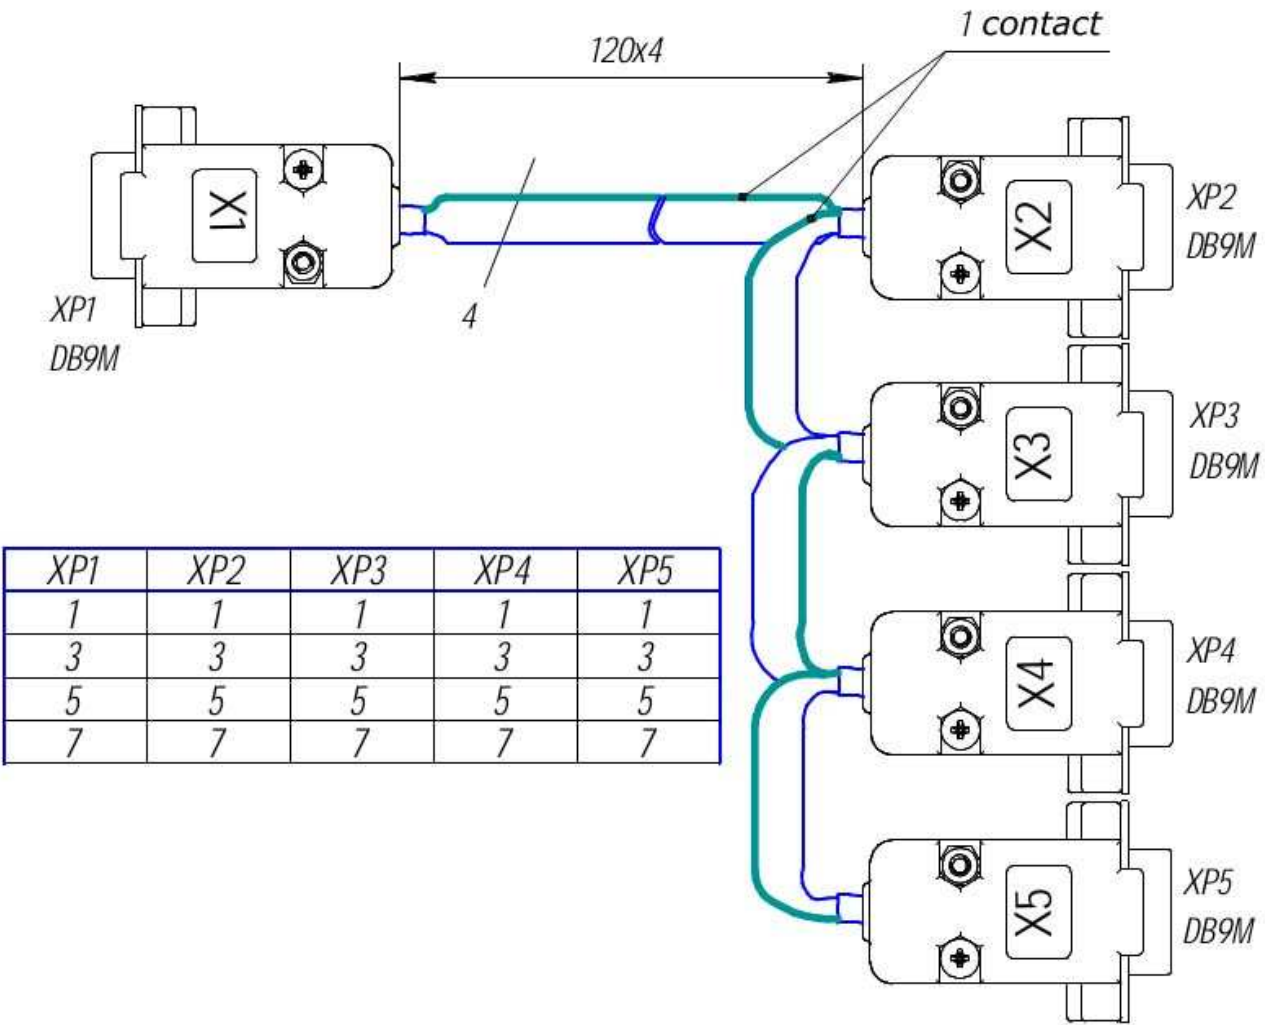 1 contact
120x4
X1
X2
XP2
DB9M
XP1
DB9M
4
X3
XP3
DB9M
XP1 XP2 XP3 XP4 XP5
1 1 1 1 1
3 3 3 3 3
5 5 5 5 5
7 7 7 7 7
X4
XP4
DB9M
X5
XP5
DB9M